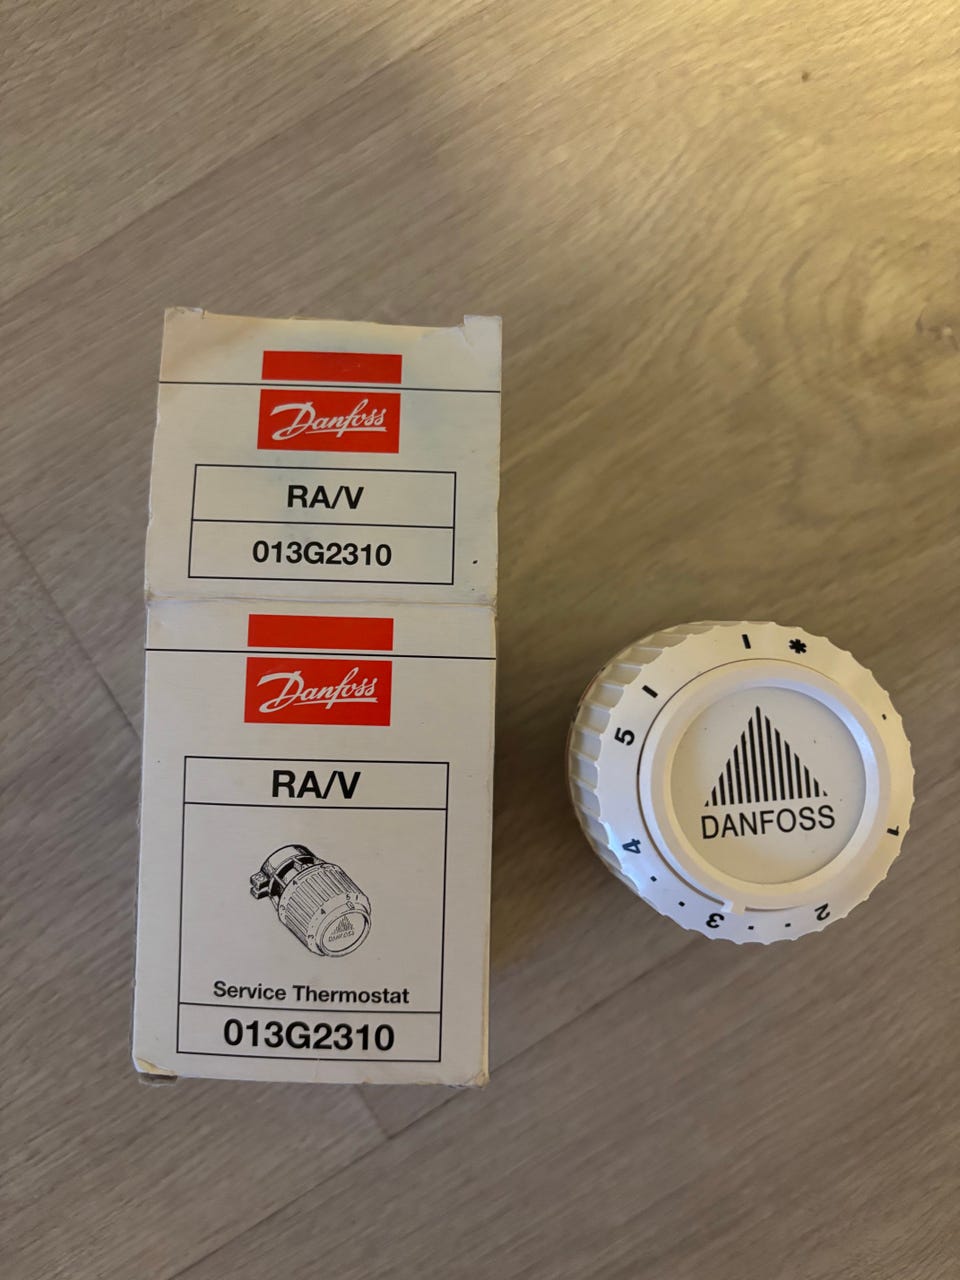 Danfoss
RA/V
013G2310
Danfoss
RA/V
DANFOSS
Service Thermostat
013G2310
DANFOSS
I
*
1
2
3
4
5
I